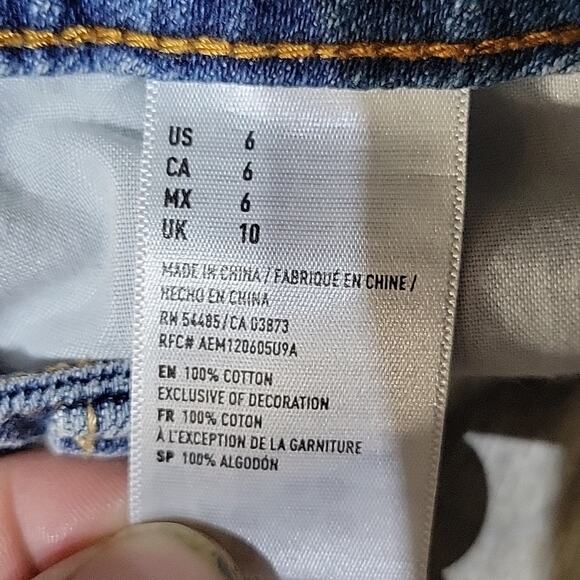 US 6
CA 6
MX 6
UK 10
MADE IN CHINA / FABRIQUÉ EN CHINE /
HECHO EN CHINA
RN 54485 / CA 03873
RFC# AEM120605U9A
EN 100% COTTON
EXCLUSIVE OF DECORATION
FR 100% COTON
À L'EXCEPTION DE LA GARNITURE
SP 100% ALGODÓN